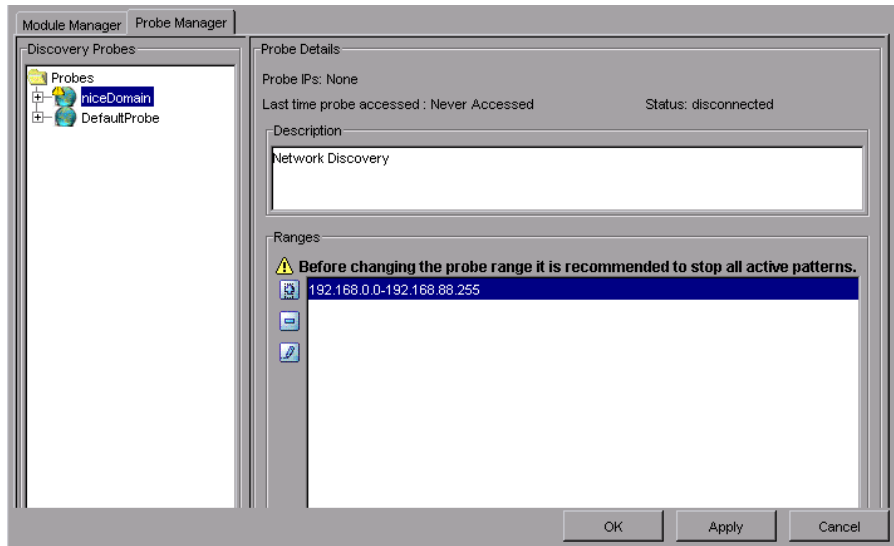 Module Manager
Probe Manager
Discovery Probes
Probes
niceDomain
DefaultProbe
Probe Details
Probe IPs: None
Last time probe accessed : Never Accessed Status: disconnected
Description
Network Discovery
Ranges
Before changing the probe range it is recommended to stop all active patterns.
192.168.0.0-192.168.88.255
OK
Apply
Cancel